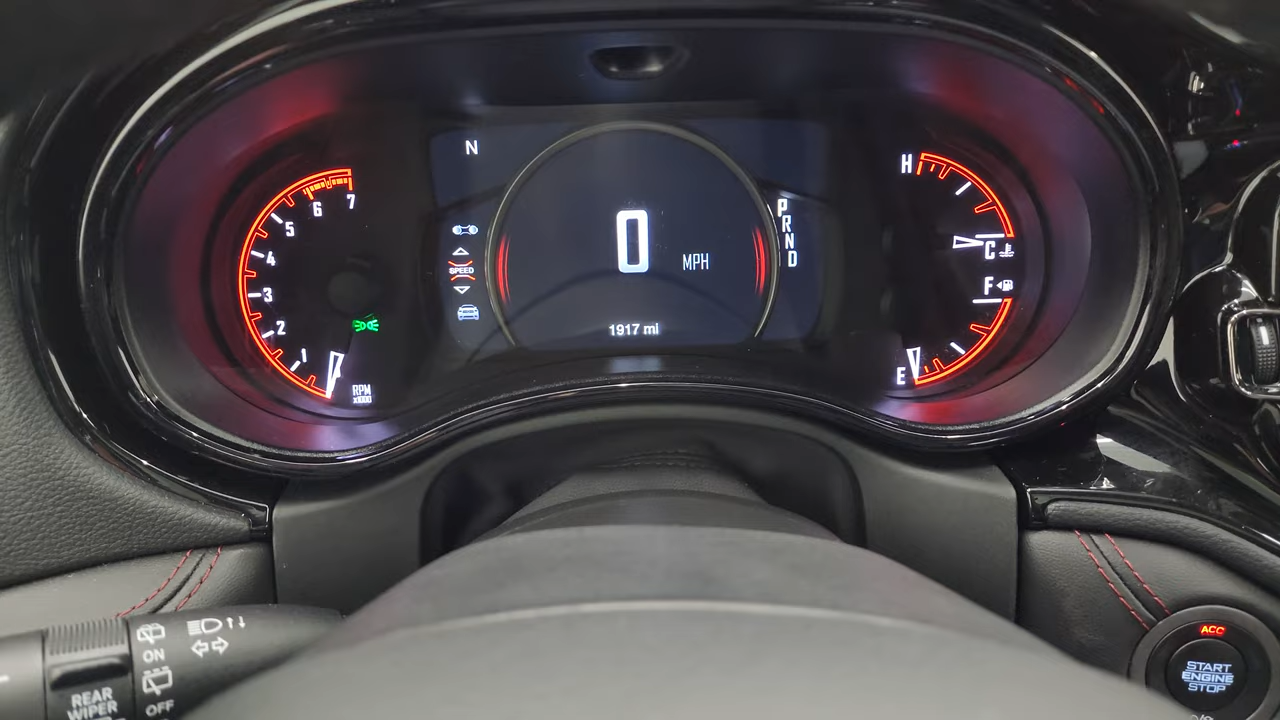 N
0
MPH
SPEED
1917 mi
P
R
N
D
7
6
5
4
3
2
1
RPM
x1000
H
C
F
E
ON
REAR
WIPER
OFF
ACC
START
ENGINE
STOP